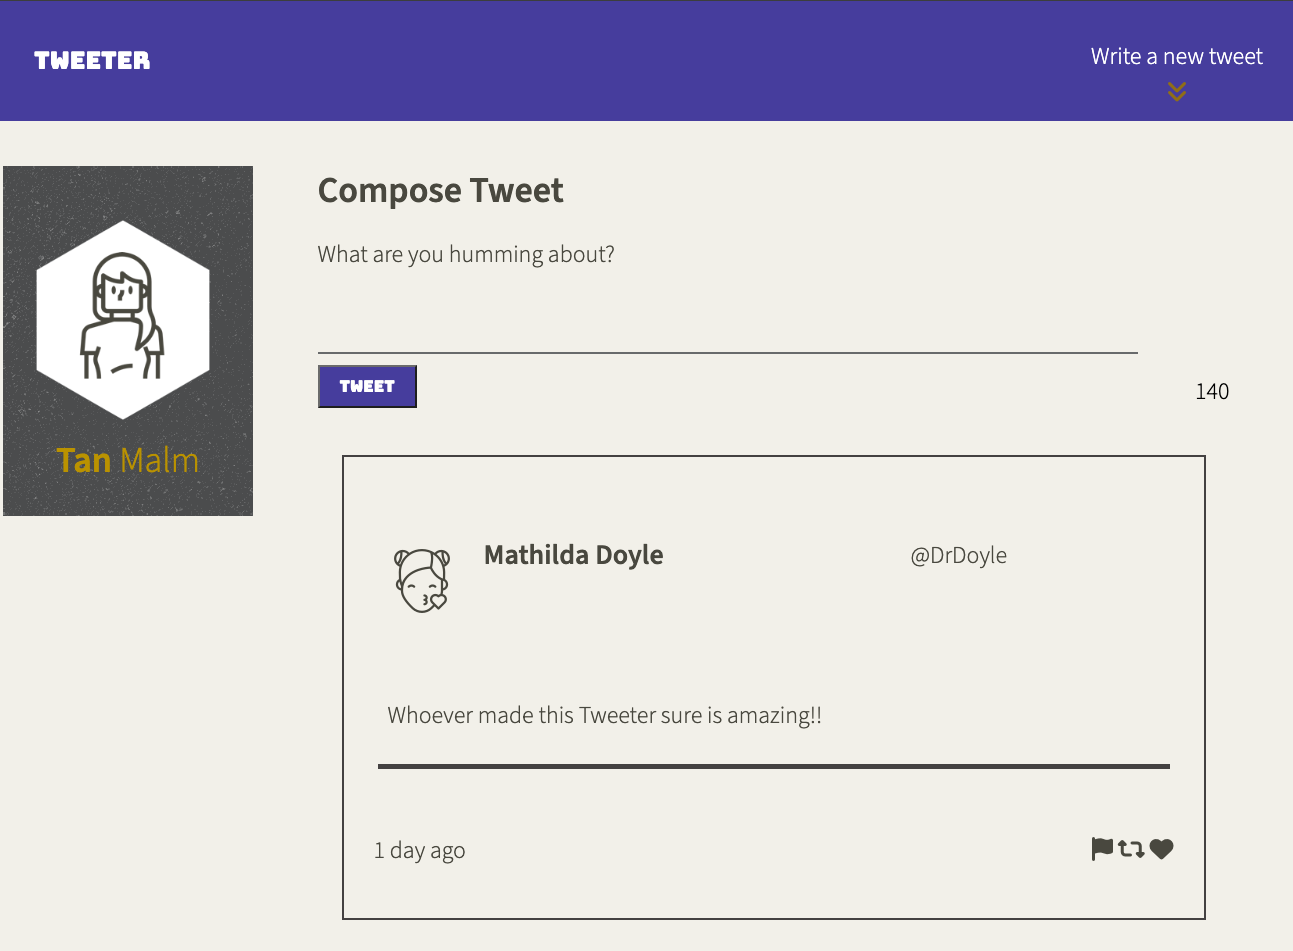 TWEETER
Write a new tweet
Compose Tweet
What are you humming about?
TWEET
140
Tan Malm
Mathilda Doyle
@DrDoyle
Whoever made this Tweeter sure is amazing!!
1 day ago